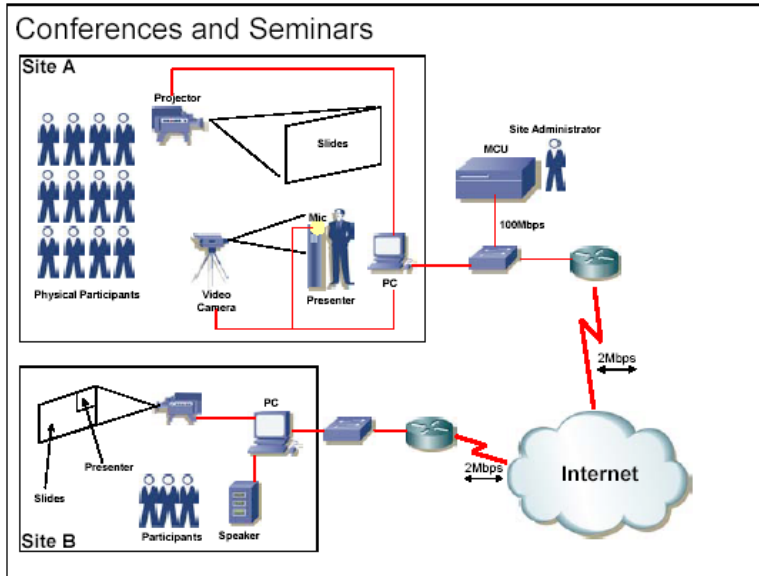 Conferences and Seminars
Site A
Projector
Slides
Site Administrator
MCU
Mic
100Mbps
Physical Participants
Video
Camera
Presenter
PC
2Mbps
PC
Presenter
Slides
2Mbps
Internet
Participants
Speaker
Site B